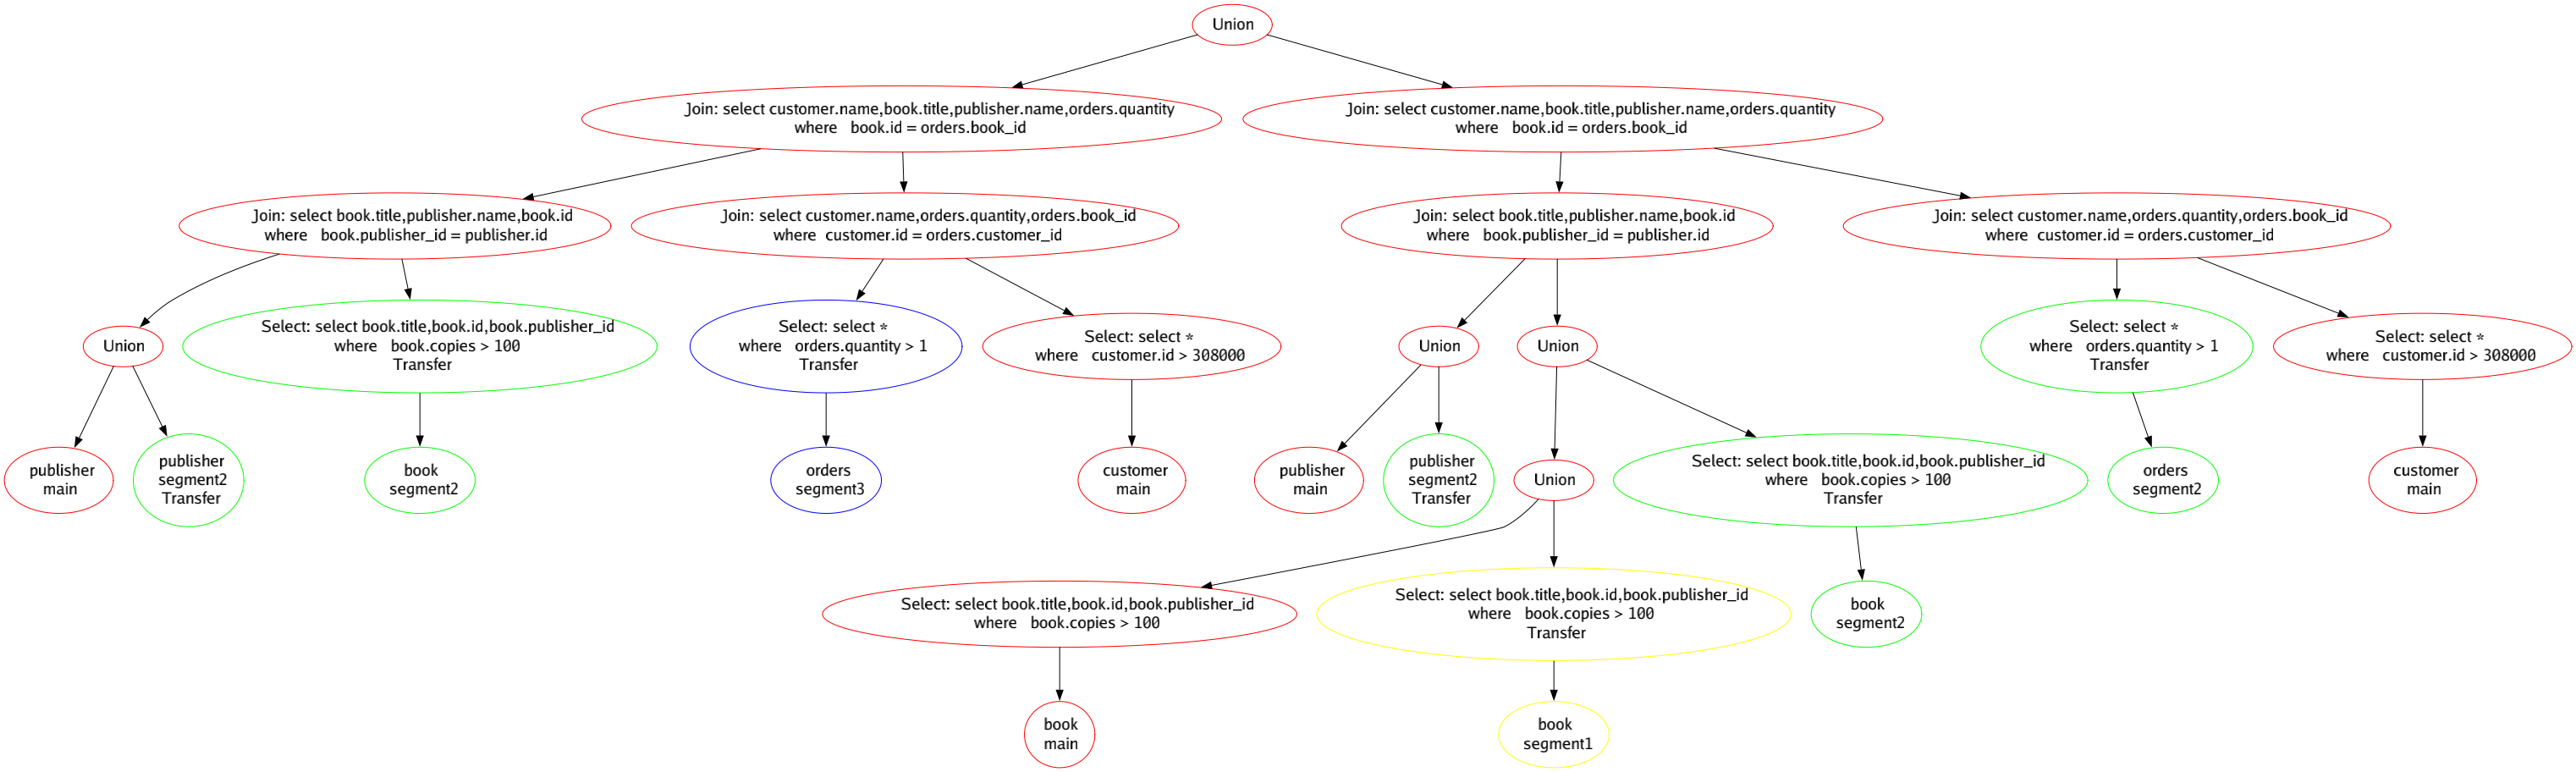 Union
Join: select customer.name,book.title,publisher.name,orders.quantity
where book.id = orders.book_id
Join: select customer.name,book.title,publisher.name,orders.quantity
where book.id = orders.book_id
Join: select book.title,publisher.name,book.id
where book.publisher_id = publisher.id
Join: select customer.name,orders.quantity,orders.book_id
where customer.id = orders.customer_id
Join: select book.title,publisher.name,book.id
where book.publisher_id = publisher.id
Join: select customer.name,orders.quantity,orders.book_id
where customer.id = orders.customer_id
Union
Select: select book.title,book.id,book.publisher_id
where book.copies > 100
Transfer
Select: select *
where orders.quantity > 1
Transfer
Select: select *
where customer.id > 308000
Union
Union
Select: select *
where orders.quantity > 1
Transfer
Select: select *
where customer.id > 308000
publisher
main
publisher
segment2
Transfer
book
segment2
orders
segment3
customer
main
publisher
main
publisher
segment2
Transfer
Union
Select: select book.title,book.id,book.publisher_id
where book.copies > 100
Transfer
orders
segment2
customer
main
Select: select book.title,book.id,book.publisher_id
where book.copies > 100
Select: select book.title,book.id,book.publisher_id
where book.copies > 100
Transfer
book
segment2
book
main
book
segment1